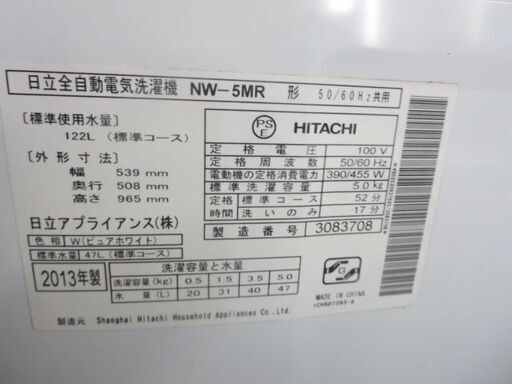 日立全自動電気洗濯機 NW-5MR 形 50/60Hz共用
[標準使用水量]
122L (標準コース)
[外形寸法]
幅 539 mm
奥行 508 mm
高さ 965 mm
日立アプライアンス(株)
色相 W(ピュアホワイト)
標準水量 47L(標準コース)
PS
E
HITACHI
定格電圧 100 V
定格周波数 50/60 Hz
電動機の定格消費電力 390/455 W
標準洗濯容量 5.0kg
定格 標準コース 52分
時間 洗いのみ 17分
製造番号 3083708
2013年製
洗濯容量と水量
洗濯容量(kg) 0.5 1.5 3.5 5.0
水量(L) 20 31 40 47
G
MADE IN CHINA
製造元 Shanghai Hitachi Household Appliances Co.,Ltd.